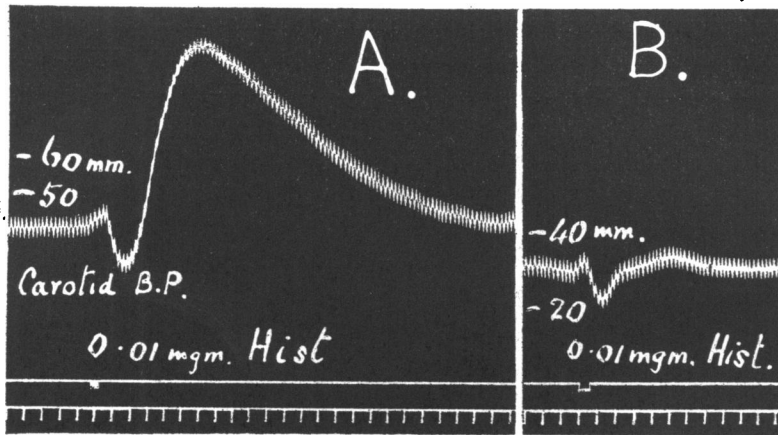 A.
-60 mm.
-50
Carotid B.P.
0.01 mgm. Hist
B.
-40 mm.
-20
0.01 mgm. Hist.